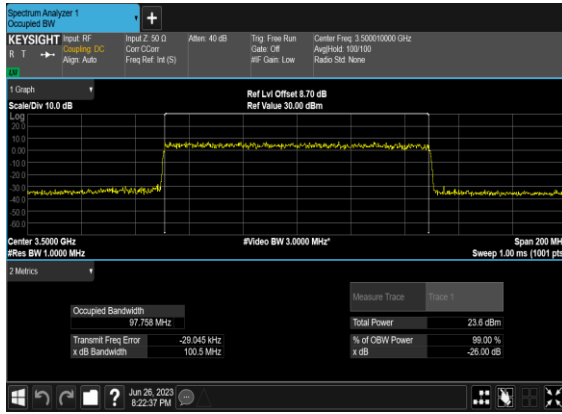 Spectrum Analyzer 1
Occupied BW
+
KEYSIGHT
R T
LXI
Input: RF
Coupling: DC
Align: Auto
Input Z: 50 Ω
Corr CCorr
Freq Ref: Int (S)
Atten: 40 dB
Trig: Free Run
Gate: Off
#IF Gain: Low
Center Freq: 3.500010000 GHz
Avg|Hold: 100/100
Radio Std: None
1 Graph
Scale/Div 10.0 dB
Ref Lvl Offset 8.70 dB
Ref Value 30.00 dBm
Log
20.0
10.0
0.00
-10.0
-20.0
-30.0
-40.0
-50.0
-60.0
Center 3.5000 GHz
#Res BW 1.0000 MHz
#Video BW 3.0000 MHz*
Span 200 MH
Sweep 1.00 ms (1001 pts
2 Metrics
Measure Trace Trace 1
Occupied Bandwidth
97.758 MHz
Total Power 23.6 dBm
Transmit Freq Error -29.045 kHz
% of OBW Power 99.00 %
x dB Bandwidth 100.5 MHz
x dB -26.00 dB
?
Jun 26, 2023
8:22:37 PM